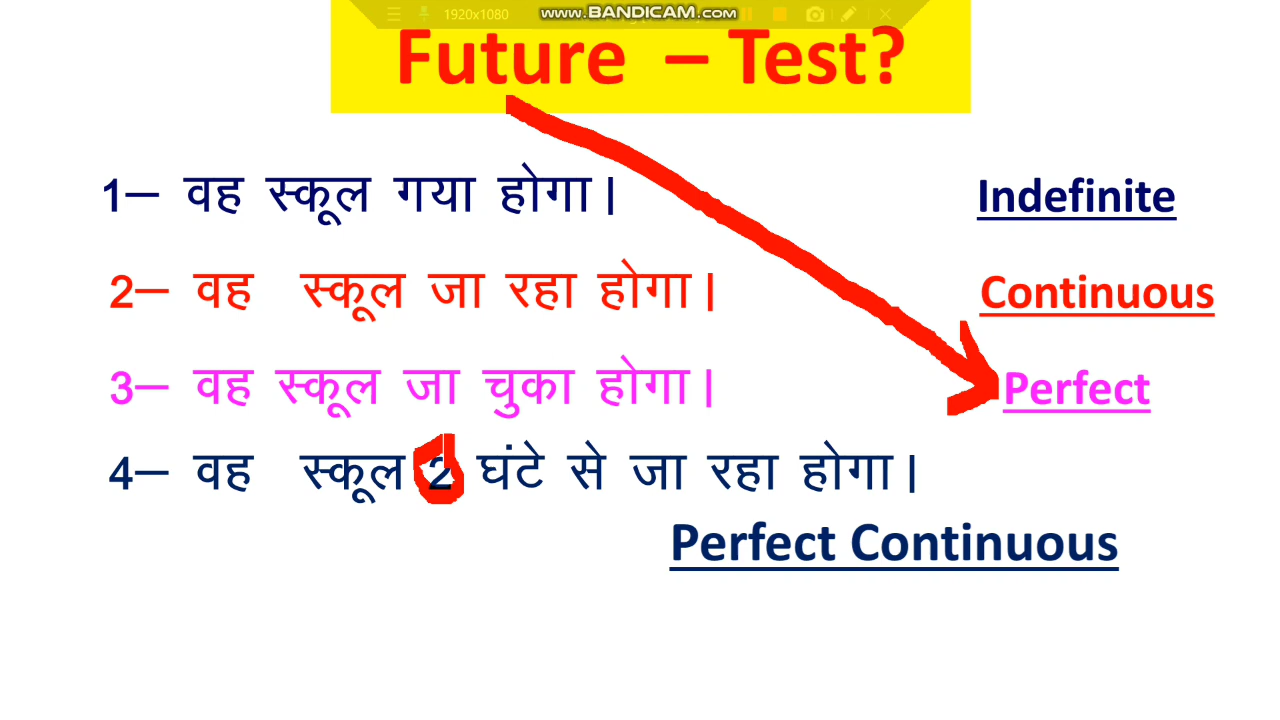 1920x1080 www.BANDICAM.com
Future – Test?
1– वह स्कूल गया होगा। Indefinite
2– वह स्कूल जा रहा होगा। Continuous
3– वह स्कूल जा चुका होगा। Perfect
4– वह स्कूल 2 घंटे से जा रहा होगा।
Perfect Continuous